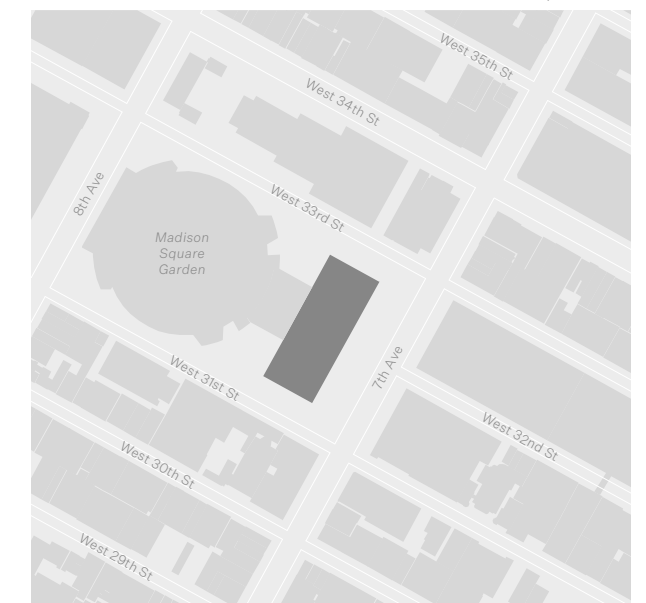 West 35th St
West 34th St
8th Ave
West 33rd St
Madison
Square
Garden
7th Ave
West 31st St
West 32nd St
West 30th St
West 29th St